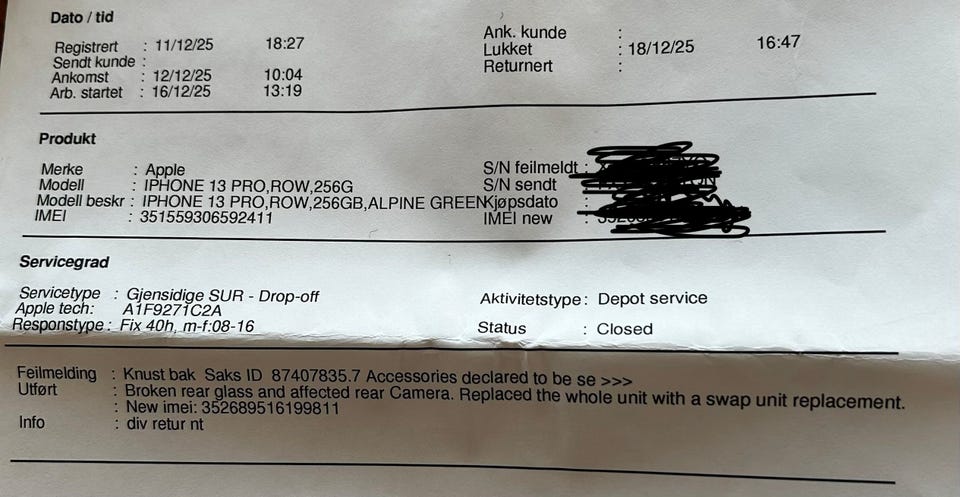 Dato / tid
Registrert : 11/12/25 18:27
Sendt kunde :
Ankomst : 12/12/25 10:04
Arb. startet : 16/12/25 13:19
Ank. kunde :
Lukket : 18/12/25 16:47
Returnert :
Produkt
Merke : Apple
Modell : IPHONE 13 PRO,ROW,256G
Modell beskr : IPHONE 13 PRO,ROW,256GB,ALPINE GREEN
IMEI : 351559306592411
S/N feilmeldt :
S/N sendt :
Kjøpsdato :
IMEI new :
Servicegrad
Servicetype : Gjensidige SUR - Drop-off
Apple tech: A1F9271C2A
Responstype : Fix 40h, m-f:08-16
Aktivitetstype : Depot service
Status : Closed
Feilmelding : Knust bak Saks ID 87407835.7 Accessories declared to be se >>>
Utført : Broken rear glass and affected rear Camera. Replaced the whole unit with a swap unit replacement.
: New imei: 352689516199811
Info : div retur nt